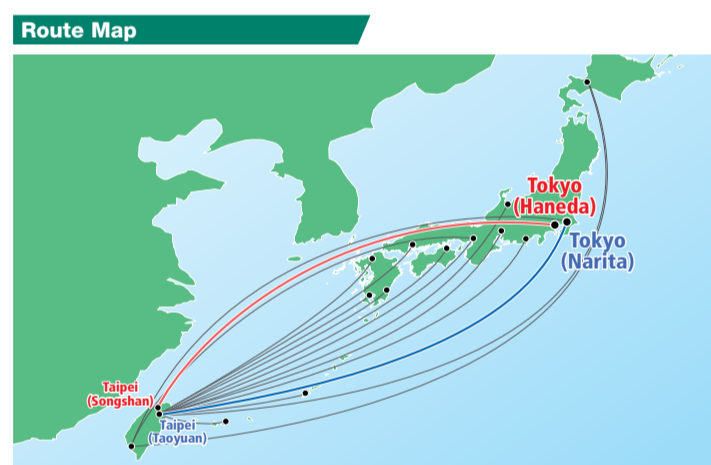 Route Map
Tokyo
(Haneda)
Tokyo
(Narita)
Taipei
(Songshan)
Taipei
(Taoyuan)